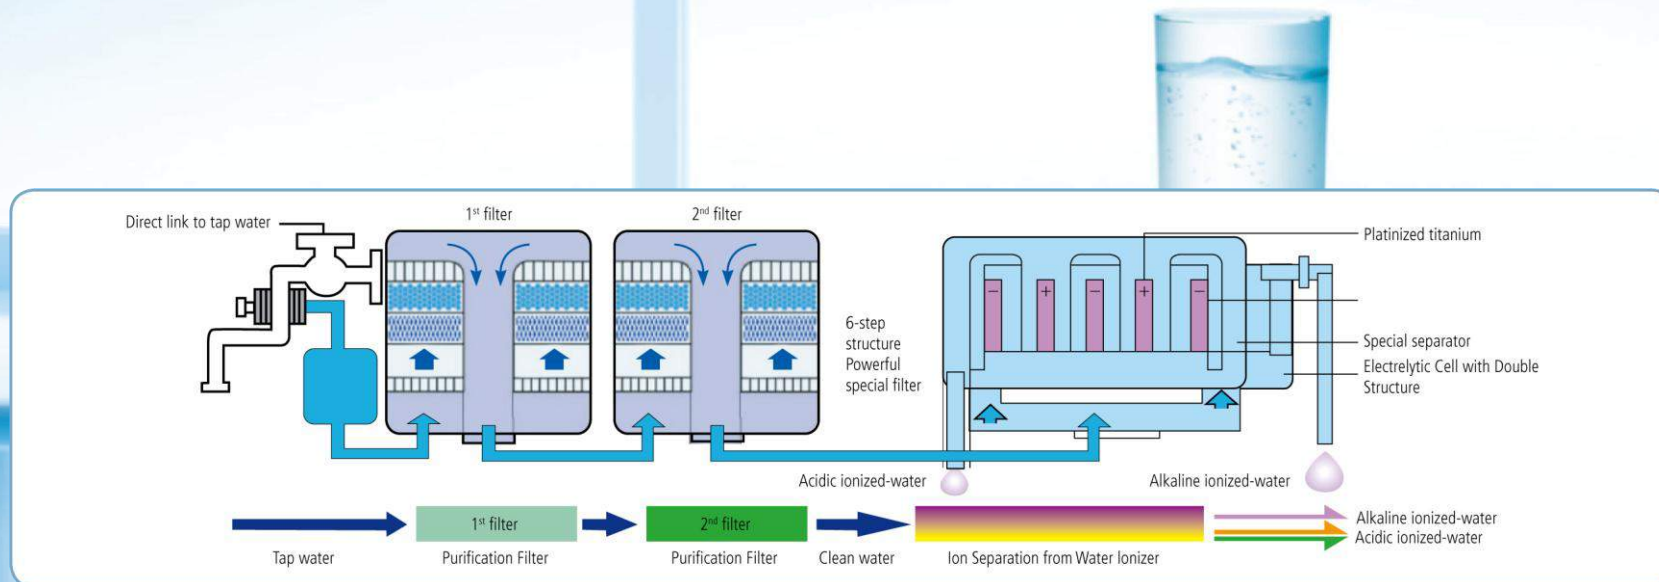 Direct link to tap water
1st filter
2nd filter
Platinized titanium
- + - + -
6-step
structure
Powerful
special filter
Special separator
Electrelytic Cell with Double
Structure
Acidic ionized-water
Alkaline ionized-water
1st filter
2nd filter
Alkaline ionized-water
Acidic ionized-water
Tap water
Purification Filter
Purification Filter
Clean water
Ion Separation from Water Ionizer